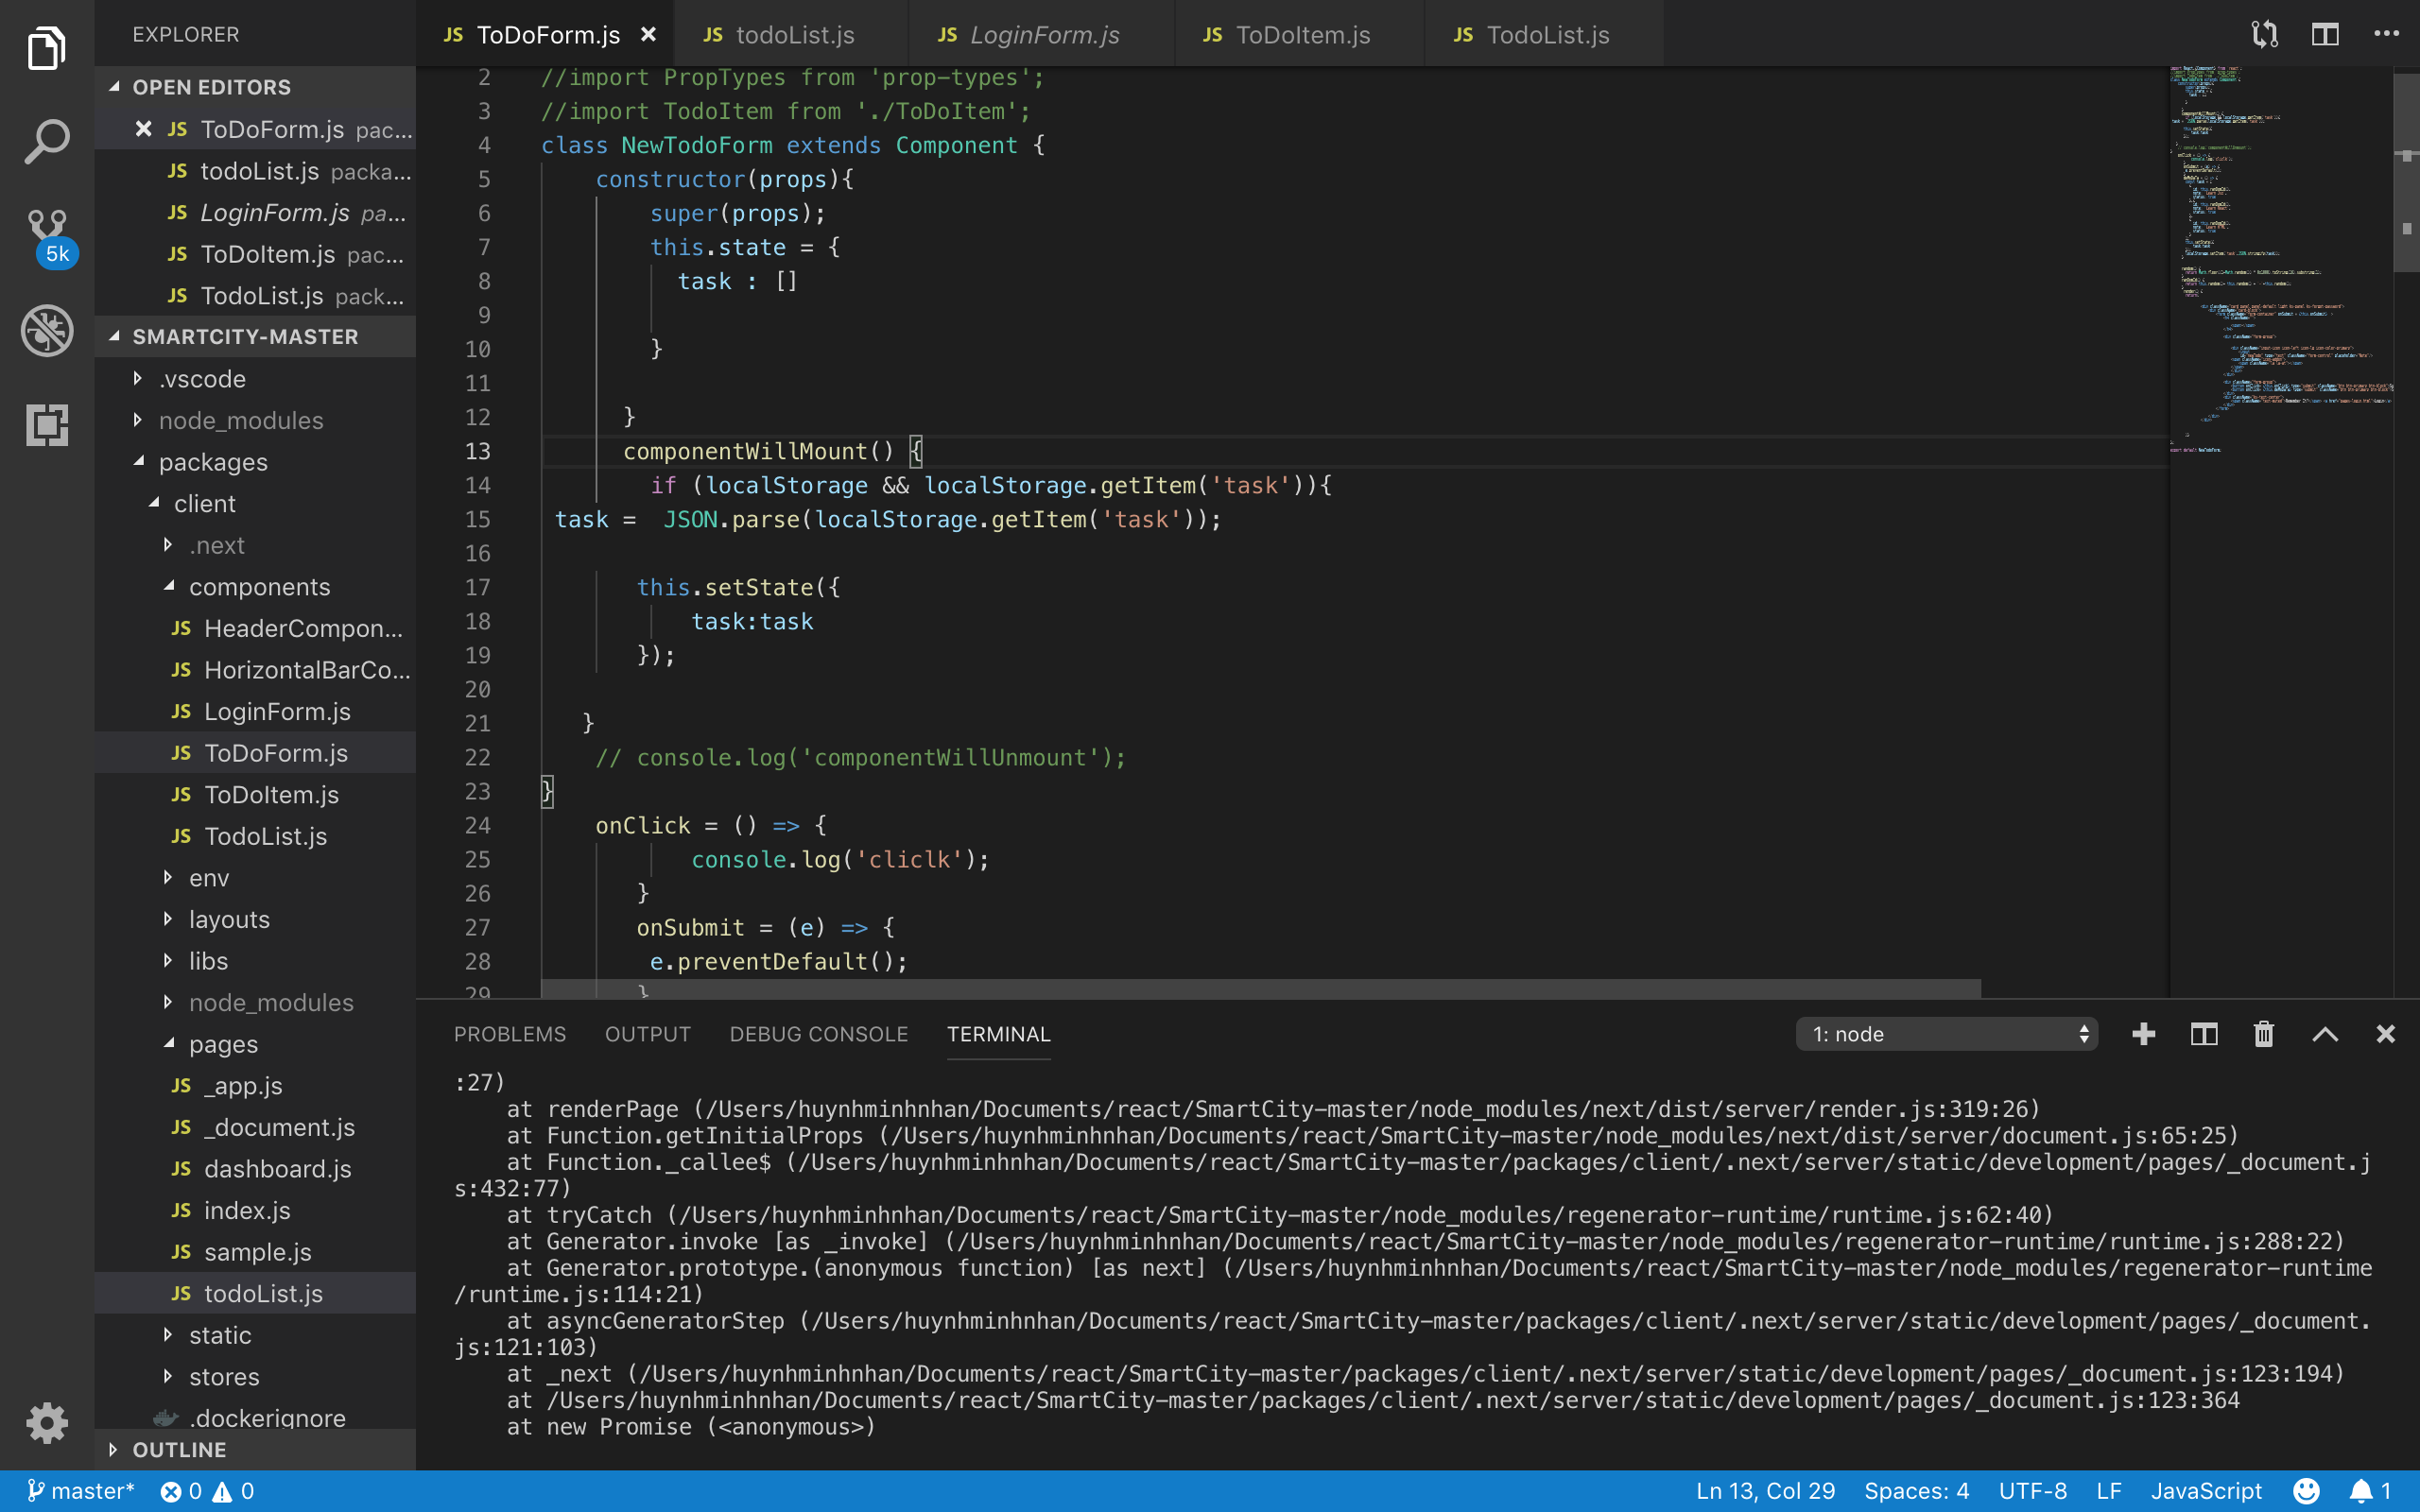 EXPLORER
OPEN EDITORS
JS ToDoForm.js pac...
JS todoList.js packa...
JS LoginForm.js pa...
JS ToDoItem.js pac...
JS TodoList.js pack...
SMARTCITY-MASTER
.vscode
node_modules
packages
client
.next
components
JS HeaderCompon...
JS HorizontalBarCo...
JS LoginForm.js
JS ToDoForm.js
JS ToDoItem.js
JS TodoList.js
env
layouts
libs
node_modules
pages
JS _app.js
JS _document.js
JS dashboard.js
JS index.js
JS sample.js
JS todoList.js
static
stores
.dockerignore
OUTLINE
5k
JS ToDoForm.js JS todoList.js JS LoginForm.js JS ToDoItem.js JS TodoList.js
2 //import PropTypes from 'prop-types';
3 //import TodoItem from './ToDoItem';
4 class NewTodoForm extends Component {
5 constructor(props){
6 super(props);
7 this.state = {
8 task : []
9
10 }
11
12 }
13 componentWillMount() {
14 if (localStorage && localStorage.getItem('task')){
15 task = JSON.parse(localStorage.getItem('task'));
16
17 this.setState({
18 task:task
19 });
20
21 }
22 // console.log('componentWillUnmount');
23 }
24 onClick = () => {
25 console.log('cliclk');
26 }
27 onSubmit = (e) => {
28 e.preventDefault();
29 }
PROBLEMS OUTPUT DEBUG CONSOLE TERMINAL 1: node
:27)
at renderPage (/Users/huynhminhnhan/Documents/react/SmartCity-master/node_modules/next/dist/server/render.js:319:26)
at Function.getInitialProps (/Users/huynhminhnhan/Documents/react/SmartCity-master/node_modules/next/dist/server/document.js:65:25)
at Function._callee$ (/Users/huynhminhnhan/Documents/react/SmartCity-master/packages/client/.next/server/static/development/pages/_document.j
s:432:77)
at tryCatch (/Users/huynhminhnhan/Documents/react/SmartCity-master/node_modules/regenerator-runtime/runtime.js:62:40)
at Generator.invoke [as _invoke] (/Users/huynhminhnhan/Documents/react/SmartCity-master/node_modules/regenerator-runtime/runtime.js:288:22)
at Generator.prototype.(anonymous function) [as next] (/Users/huynhminhnhan/Documents/react/SmartCity-master/node_modules/regenerator-runtime
/runtime.js:114:21)
at asyncGeneratorStep (/Users/huynhminhnhan/Documents/react/SmartCity-master/packages/client/.next/server/static/development/pages/_document.
js:121:103)
at _next (/Users/huynhminhnhan/Documents/react/SmartCity-master/packages/client/.next/server/static/development/pages/_document.js:123:194)
at /Users/huynhminhnhan/Documents/react/SmartCity-master/packages/client/.next/server/static/development/pages/_document.js:123:364
at new Promise (<anonymous>)
master* 0 0 Ln 13, Col 29 Spaces: 4 UTF-8 LF JavaScript 1